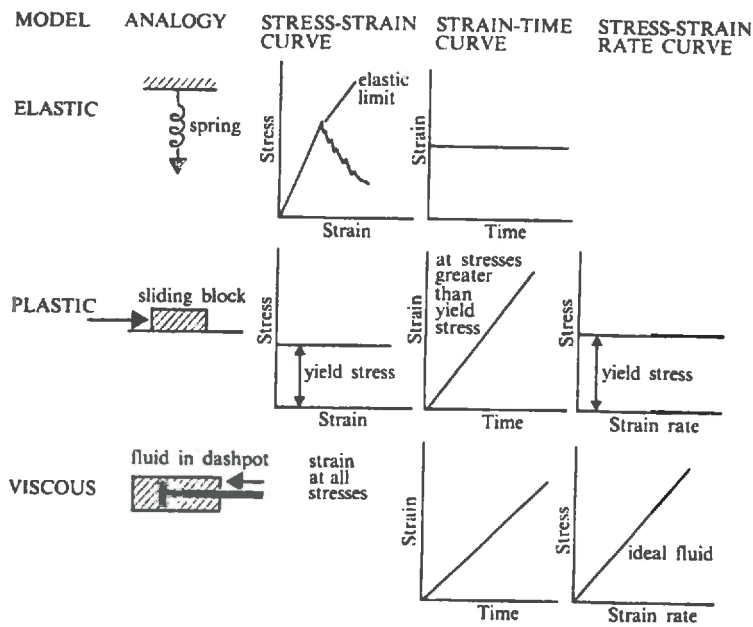 MODEL ANALOGY STRESS-STRAIN CURVE STRAIN-TIME CURVE STRESS-STRAIN RATE CURVE
ELASTIC
spring
Stress
elastic
limit
Strain
Strain
Time
PLASTIC
sliding block
Stress
yield stress
Strain
Strain
at stresses
greater
than
yield
stress
Time
Stress
yield stress
Strain rate
VISCOUS
fluid in dashpot
strain
at all
stresses
Strain
Time
Stress
ideal fluid
Strain rate